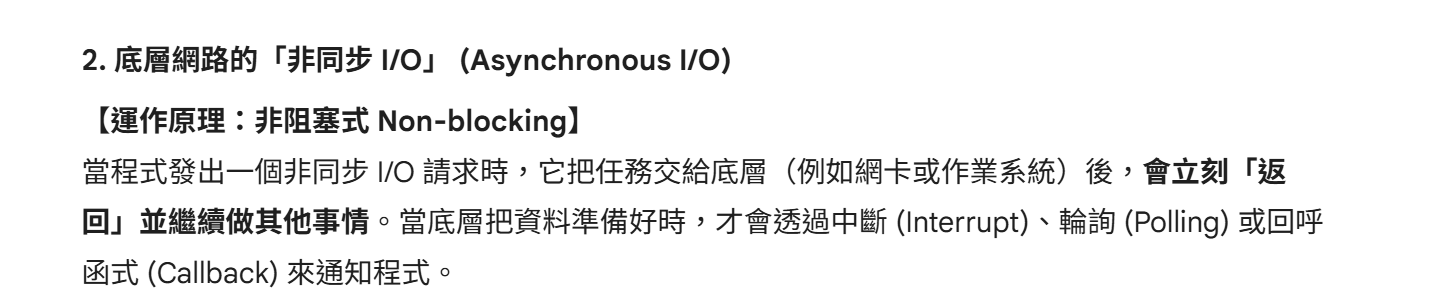 2. 底層網路的「非同步 I/O」 (Asynchronous I/O)
【運作原理：非阻塞式 Non-blocking】
當程式發出一個非同步 I/O 請求時，它把任務交給底層（例如網卡或作業系統）後，會立刻「返
回」並繼續做其他事情。當底層把資料準備好時，才會透過中斷 (Interrupt)、輪詢 (Polling) 或回呼
函式 (Callback) 來通知程式。